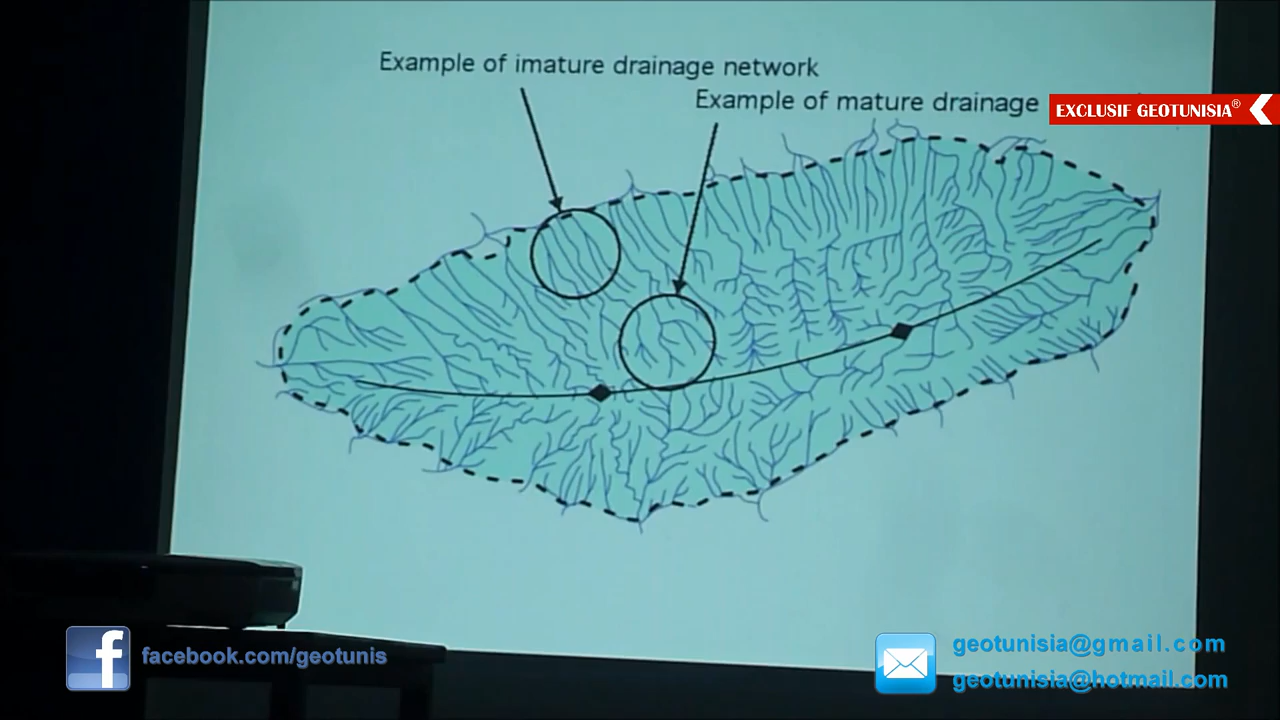 Example of imature drainage network
Example of mature drainage
EXCLUSIF GEOTUNISIA®
f
facebook.com/geotunis
geotunisia@gmail.com
geotunisia@hotmail.com